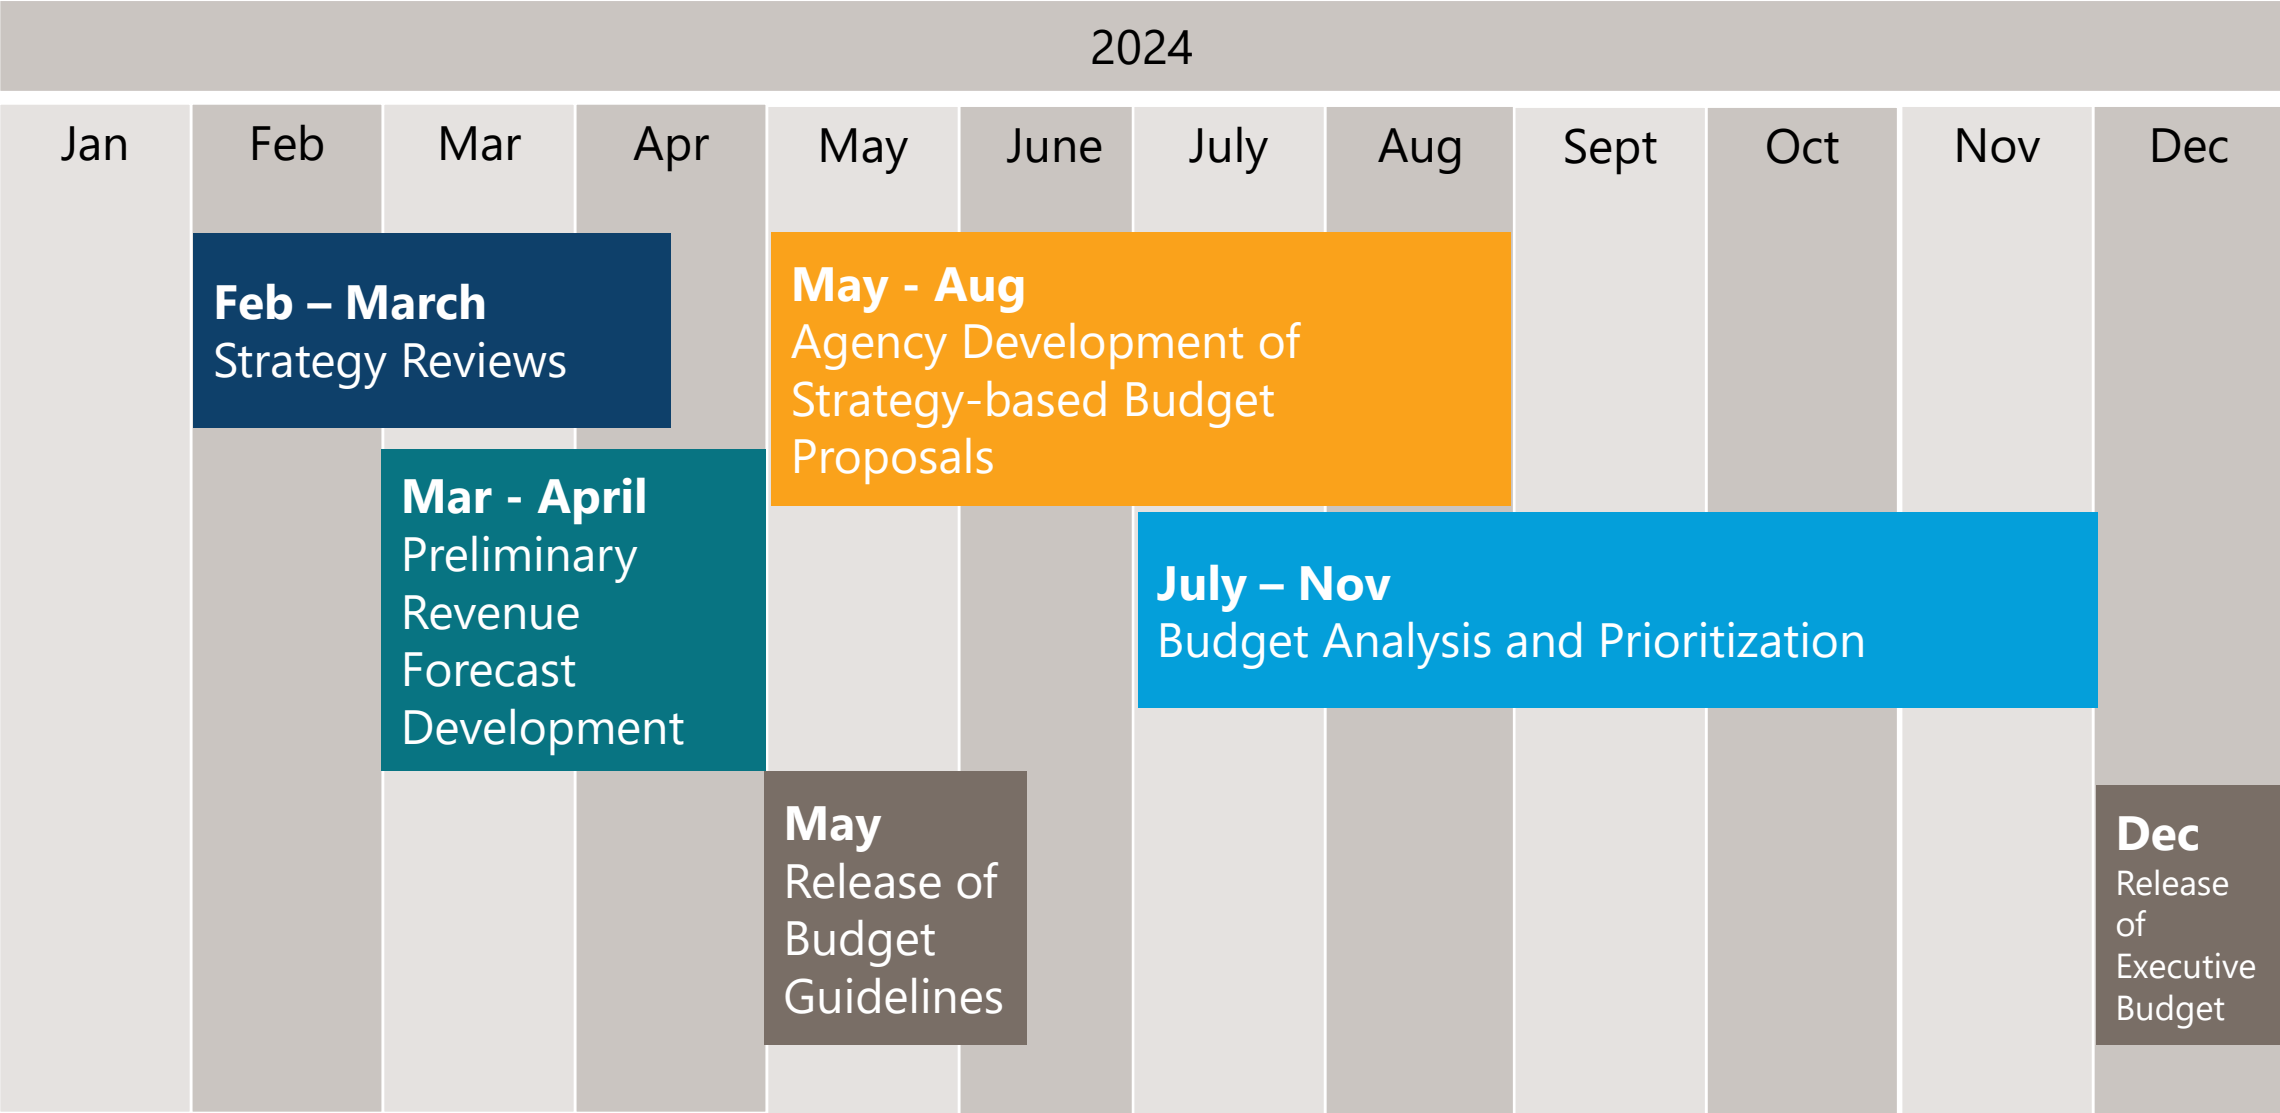 2024
Jan
Feb
Mar
Apr
May
June
July
Aug
Sept
Oct
Nov
Dec
Feb – March
Strategy Reviews
May - Aug
Agency Development of
Strategy-based Budget
Proposals
Mar - April
Preliminary
Revenue
Forecast
Development
July – Nov
Budget Analysis and Prioritization
May
Release of
Budget
Guidelines
Dec
Release
of
Executive
Budget